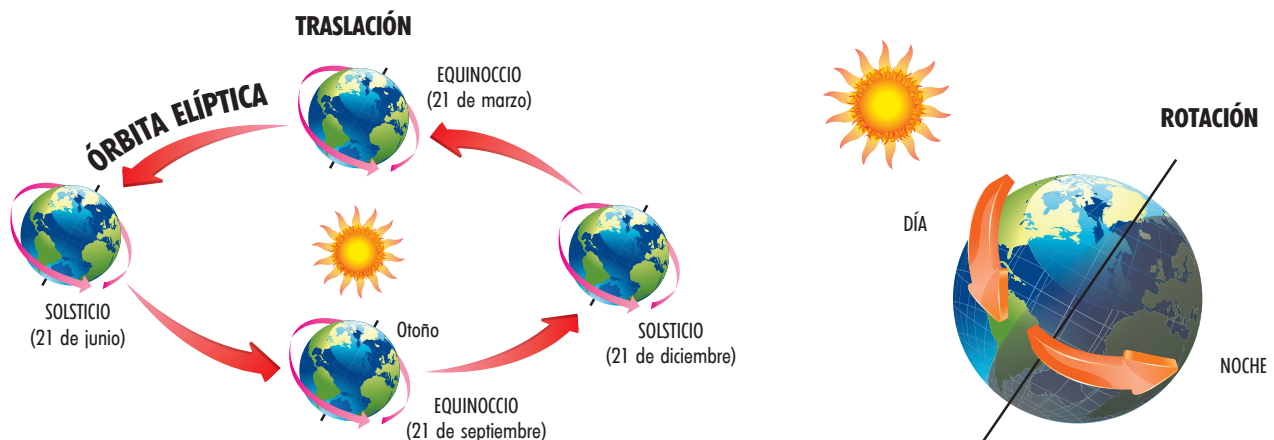 TRASLACIÓN
EQUINOCCIO
(21 de marzo)
ÓRBITA ELÍPTICA
SOLSTICIO
(21 de junio)
Otoño
EQUINOCCIO
(21 de septiembre)
SOLSTICIO
(21 de diciembre)
ROTACIÓN
DÍA
NOCHE